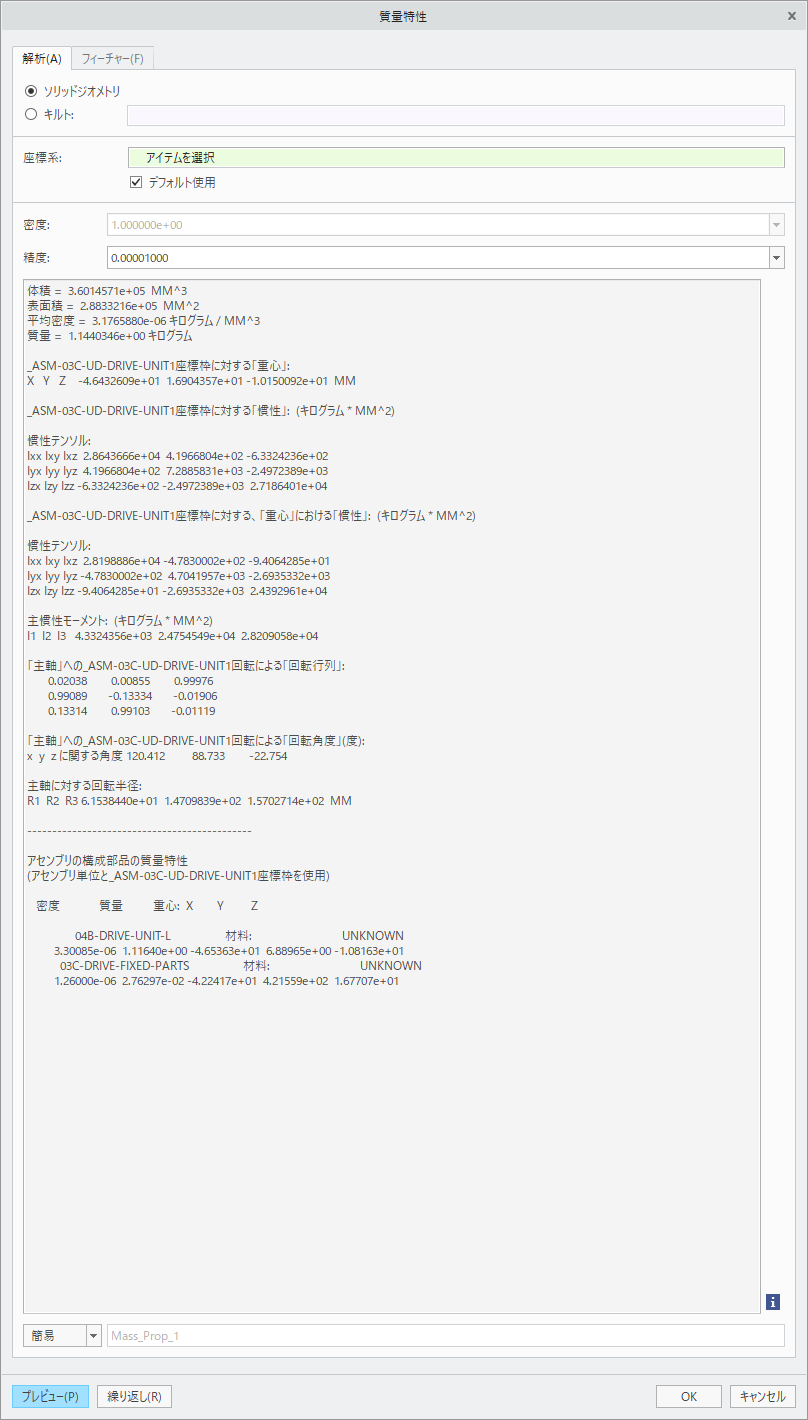 質量特性
解析(A) フィーチャー(F)
ソリッドジオメトリ
キルト:
座標系: アイテムを選択
デフォルト使用
密度: 1.000000e+00
精度: 0.00001000
体積 = 3.6014571e+05 MM^3
表面積 = 2.8833216e+05 MM^2
平均密度 = 3.1765880e-06 キログラム / MM^3
質量 = 1.1440346e+00 キログラム
_ASM-03C-UD-DRIVE-UNIT1座標枠に対する「重心」:
X Y Z -4.6432609e+01 1.6904357e+01 -1.0150092e+01 MM
_ASM-03C-UD-DRIVE-UNIT1座標枠に対する「慣性」: (キログラム * MM^2)
慣性テンソル:
Ixx Ixy Ixz 2.8643666e+04 4.1966804e+02 -6.3324236e+02
Iyx Iyy Iyz 4.1966804e+02 7.2885831e+03 -2.4972389e+03
Izx Izy Izz -6.3324236e+02 -2.4972389e+03 2.7186401e+04
_ASM-03C-UD-DRIVE-UNIT1座標枠に対する、「重心」における「慣性」: (キログラム * MM^2)
慣性テンソル:
Ixx Ixy Ixz 2.8198886e+04 -4.7830002e+02 -9.4064285e+01
Iyx Iyy Iyz -4.7830002e+02 4.7041957e+03 -2.6935332e+03
Izx Izy Izz -9.4064285e+01 -2.6935332e+03 2.4392961e+04
主慣性モーメント: (キログラム * MM^2)
I1 I2 I3 4.3324356e+03 2.4754549e+04 2.8209058e+04
「主軸」への_ASM-03C-UD-DRIVE-UNIT1回転による「回転行列」:
0.02038 0.00855 0.99976
0.99089 -0.13334 -0.01906
0.13314 0.99103 -0.01119
「主軸」への_ASM-03C-UD-DRIVE-UNIT1回転による「回転角度」(度):
x y z に関する角度 120.412 88.733 -22.754
主軸に対する回転半径:
R1 R2 R3 6.1538440e+01 1.4709839e+02 1.5702714e+02 MM
---------------------------------------------
アセンブリの構成部品の質量特性
(アセンブリ単位と_ASM-03C-UD-DRIVE-UNIT1座標枠を使用)
密度 質量 重心: X Y Z
04B-DRIVE-UNIT-L 材料: UNKNOWN
3.30085e-06 1.11640e+00 -4.65363e+01 6.88965e+00 -1.08163e+01
03C-DRIVE-FIXED-PARTS 材料: UNKNOWN
1.26000e-06 2.76297e-02 -4.22417e+01 4.21559e+02 1.67707e+01
簡易 Mass_Prop_1
プレビュー(P) 繰り返し(R) OK キャンセル